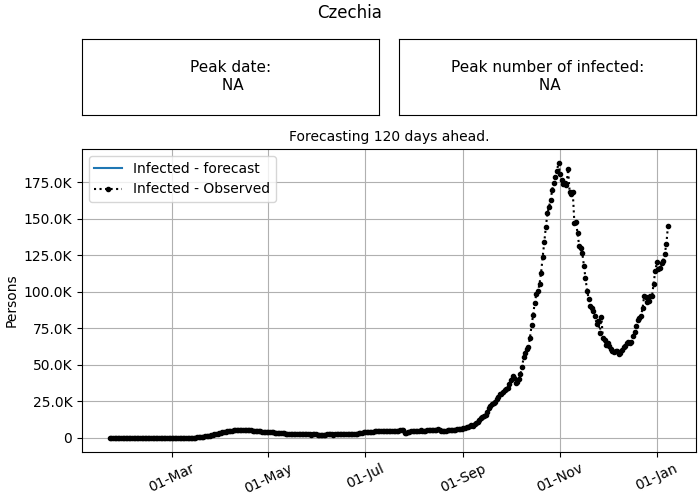 Czechia
Peak date:
NA
Peak number of infected:
NA
Forecasting 120 days ahead.
Infected - forecast
Infected - Observed
175.0K
150.0K
125.0K
100.0K
75.0K
50.0K
25.0K
0
Persons
01-Mar
01-May
01-Jul
01-Sep
01-Nov
01-Jan